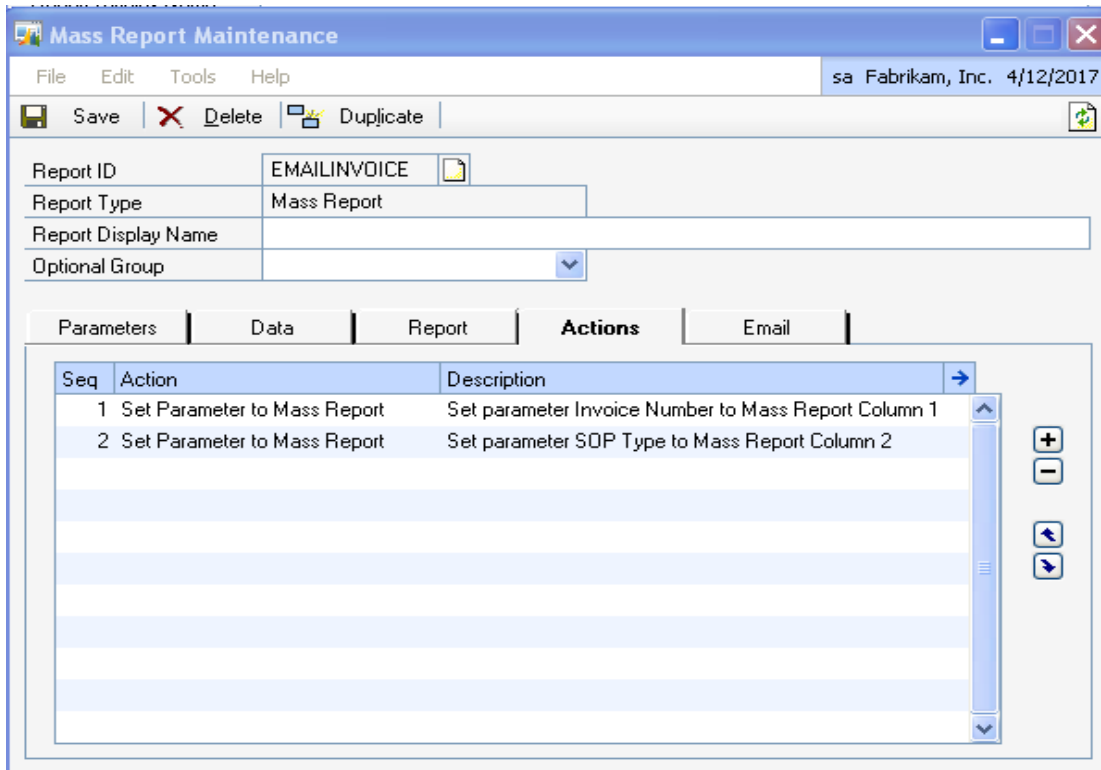 Mass Report Maintenance
File Edit Tools Help sa Fabrikam, Inc. 4/12/2017
Save Delete Duplicate
Report ID EMAILINVOICE
Report Type Mass Report
Report Display Name
Optional Group
Parameters Data Report Actions Email
Seq Action Description
1 Set Parameter to Mass Report Set parameter Invoice Number to Mass Report Column 1
2 Set Parameter to Mass Report Set parameter SOP Type to Mass Report Column 2